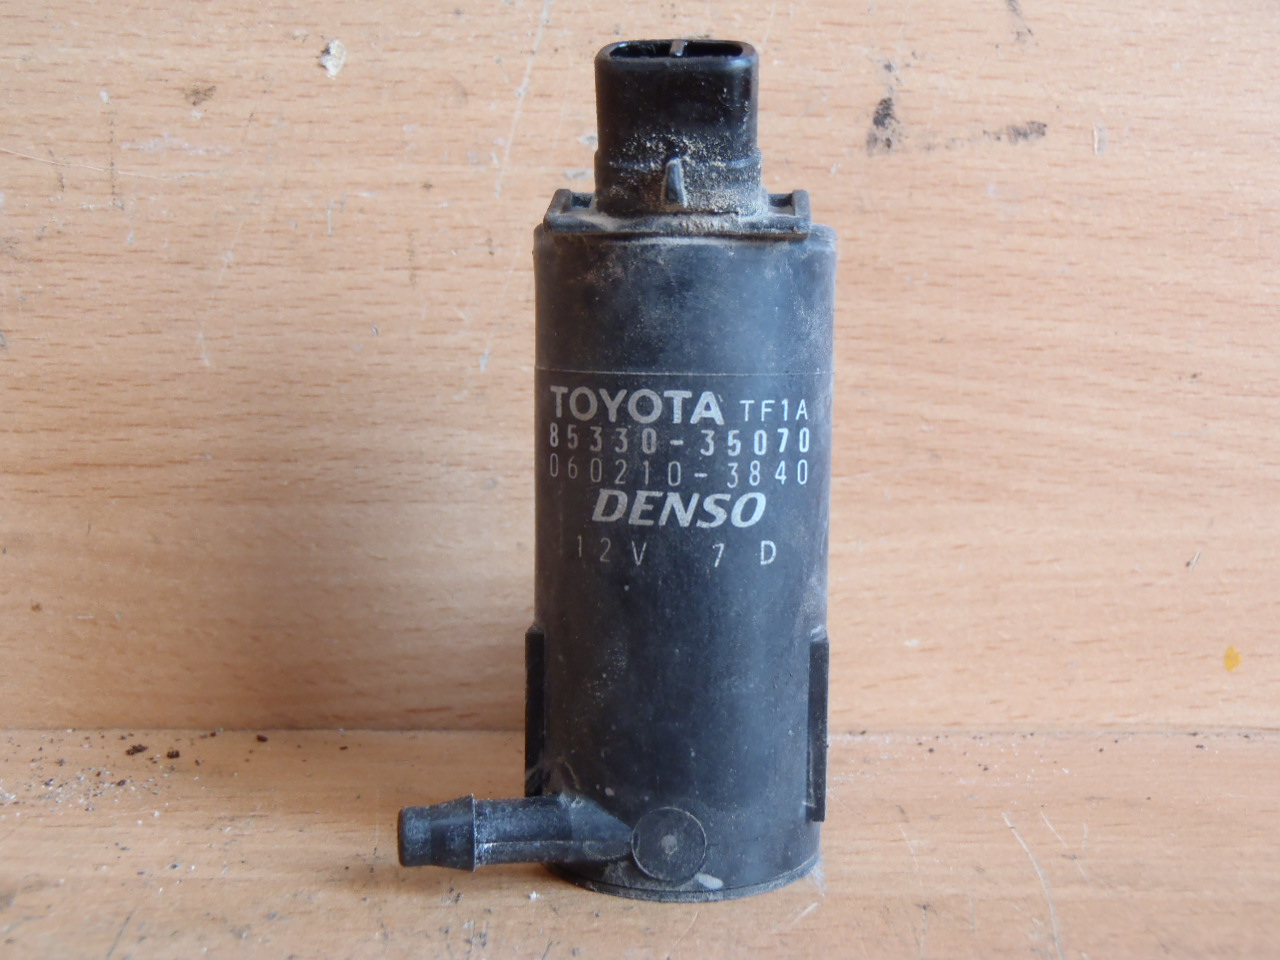 TOYOTA TF1A
85330-35070
060210-3840
DENSO
12V 7 D